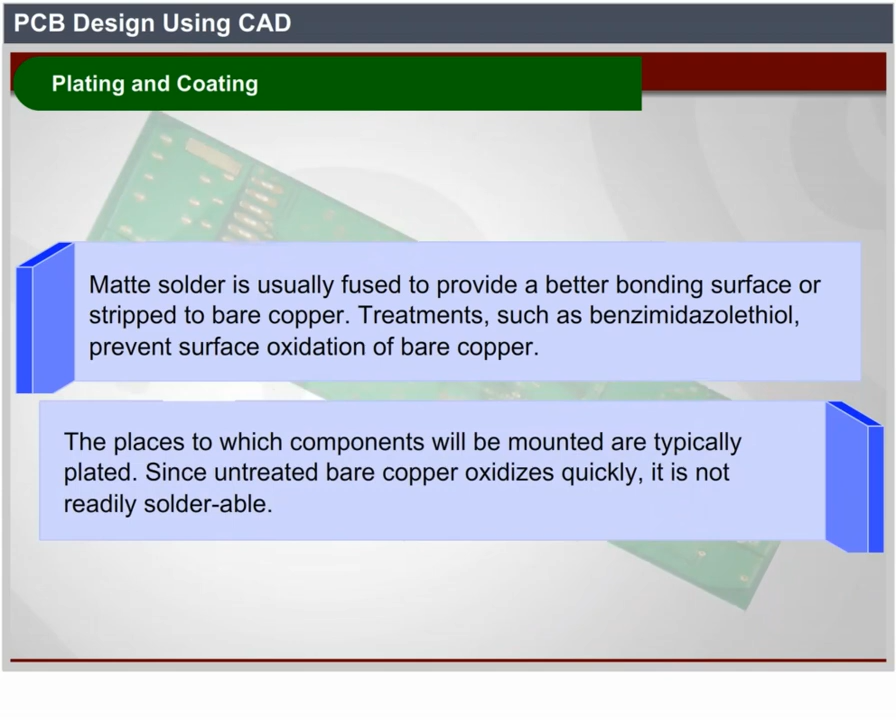 PCB Design Using CAD
Plating and Coating
Matte solder is usually fused to provide a better bonding surface or
stripped to bare copper. Treatments, such as benzimidazolethiol,
prevent surface oxidation of bare copper.
The places to which components will be mounted are typically
plated. Since untreated bare copper oxidizes quickly, it is not
readily solder-able.